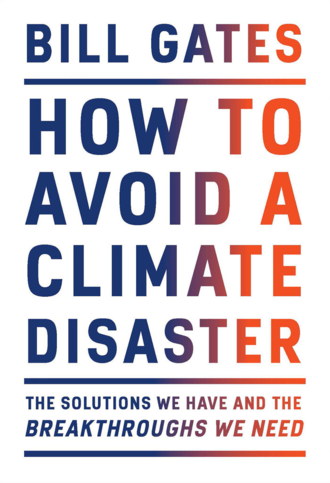 BILL GATES
HOW TO
AVOID A
CLIMATE
DISASTER
THE SOLUTIONS WE HAVE AND THE
BREAKTHROUGHS WE NEED